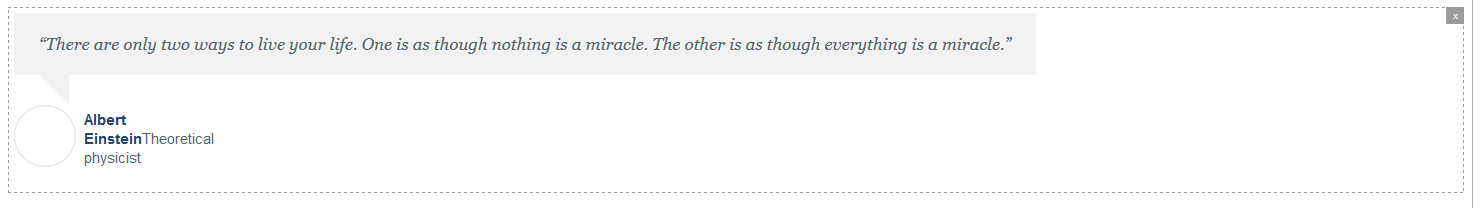 x
“There are only two ways to live your life. One is as though nothing is a miracle. The other is as though everything is a miracle.”
Albert
EinsteinTheoretical
physicist